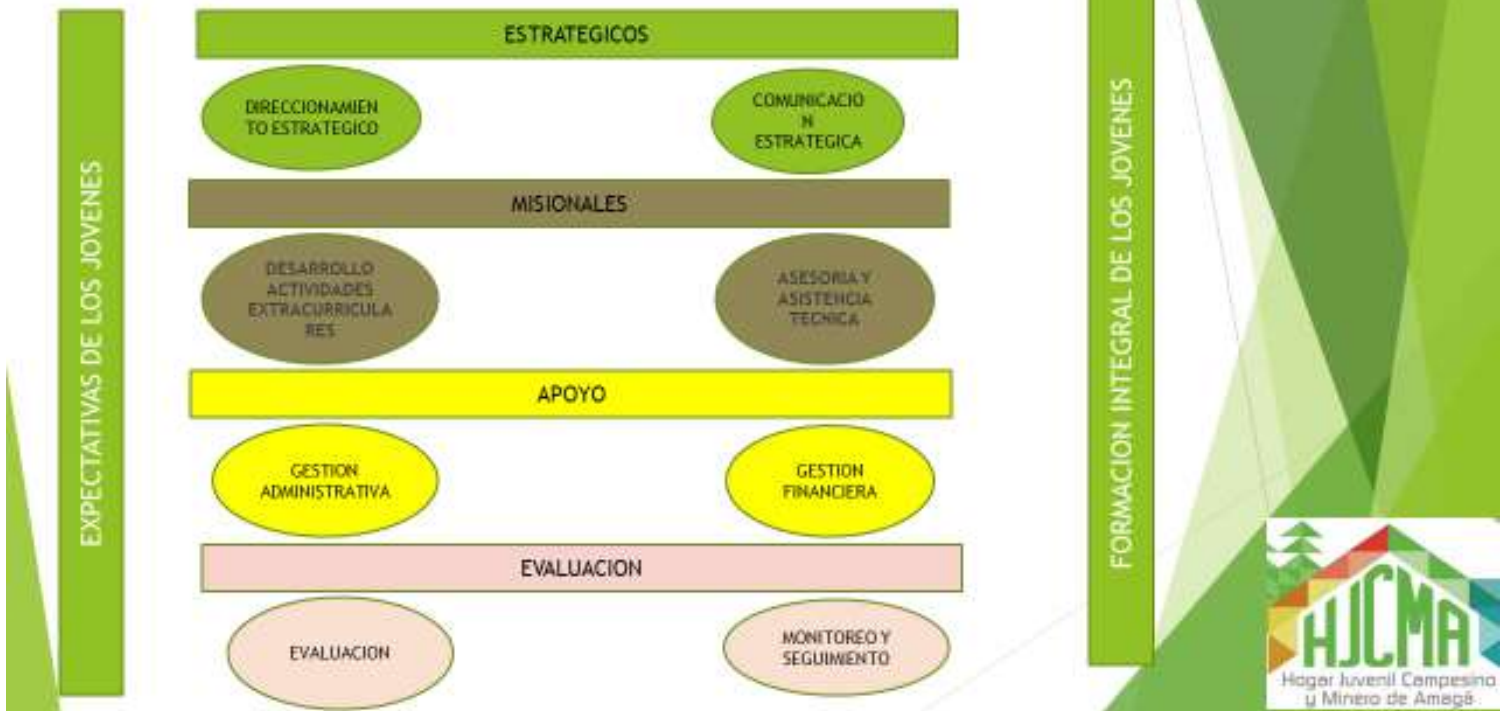 EXPECTATIVAS DE LOS JOVENES
ESTRATEGICOS
DIRECCIONAMIEN
TO ESTRATEGICO
COMUNICACIO
N
ESTRATEGICA
MISIONALES
DESARROLLO
ACTIVIDADES
EXTRACURRICULA
RES
ASESORIA Y
ASISTENCIA
TECNICA
APOYO
GESTION
ADMINISTRATIVA
GESTION
FINANCIERA
EVALUACION
EVALUACION
MONITOREO Y
SEGUIMIENTO
FORMACION INTEGRAL DE LOS JOVENES
HJCMA
Hogar Juvenil Campesino
y Minero de Amagá